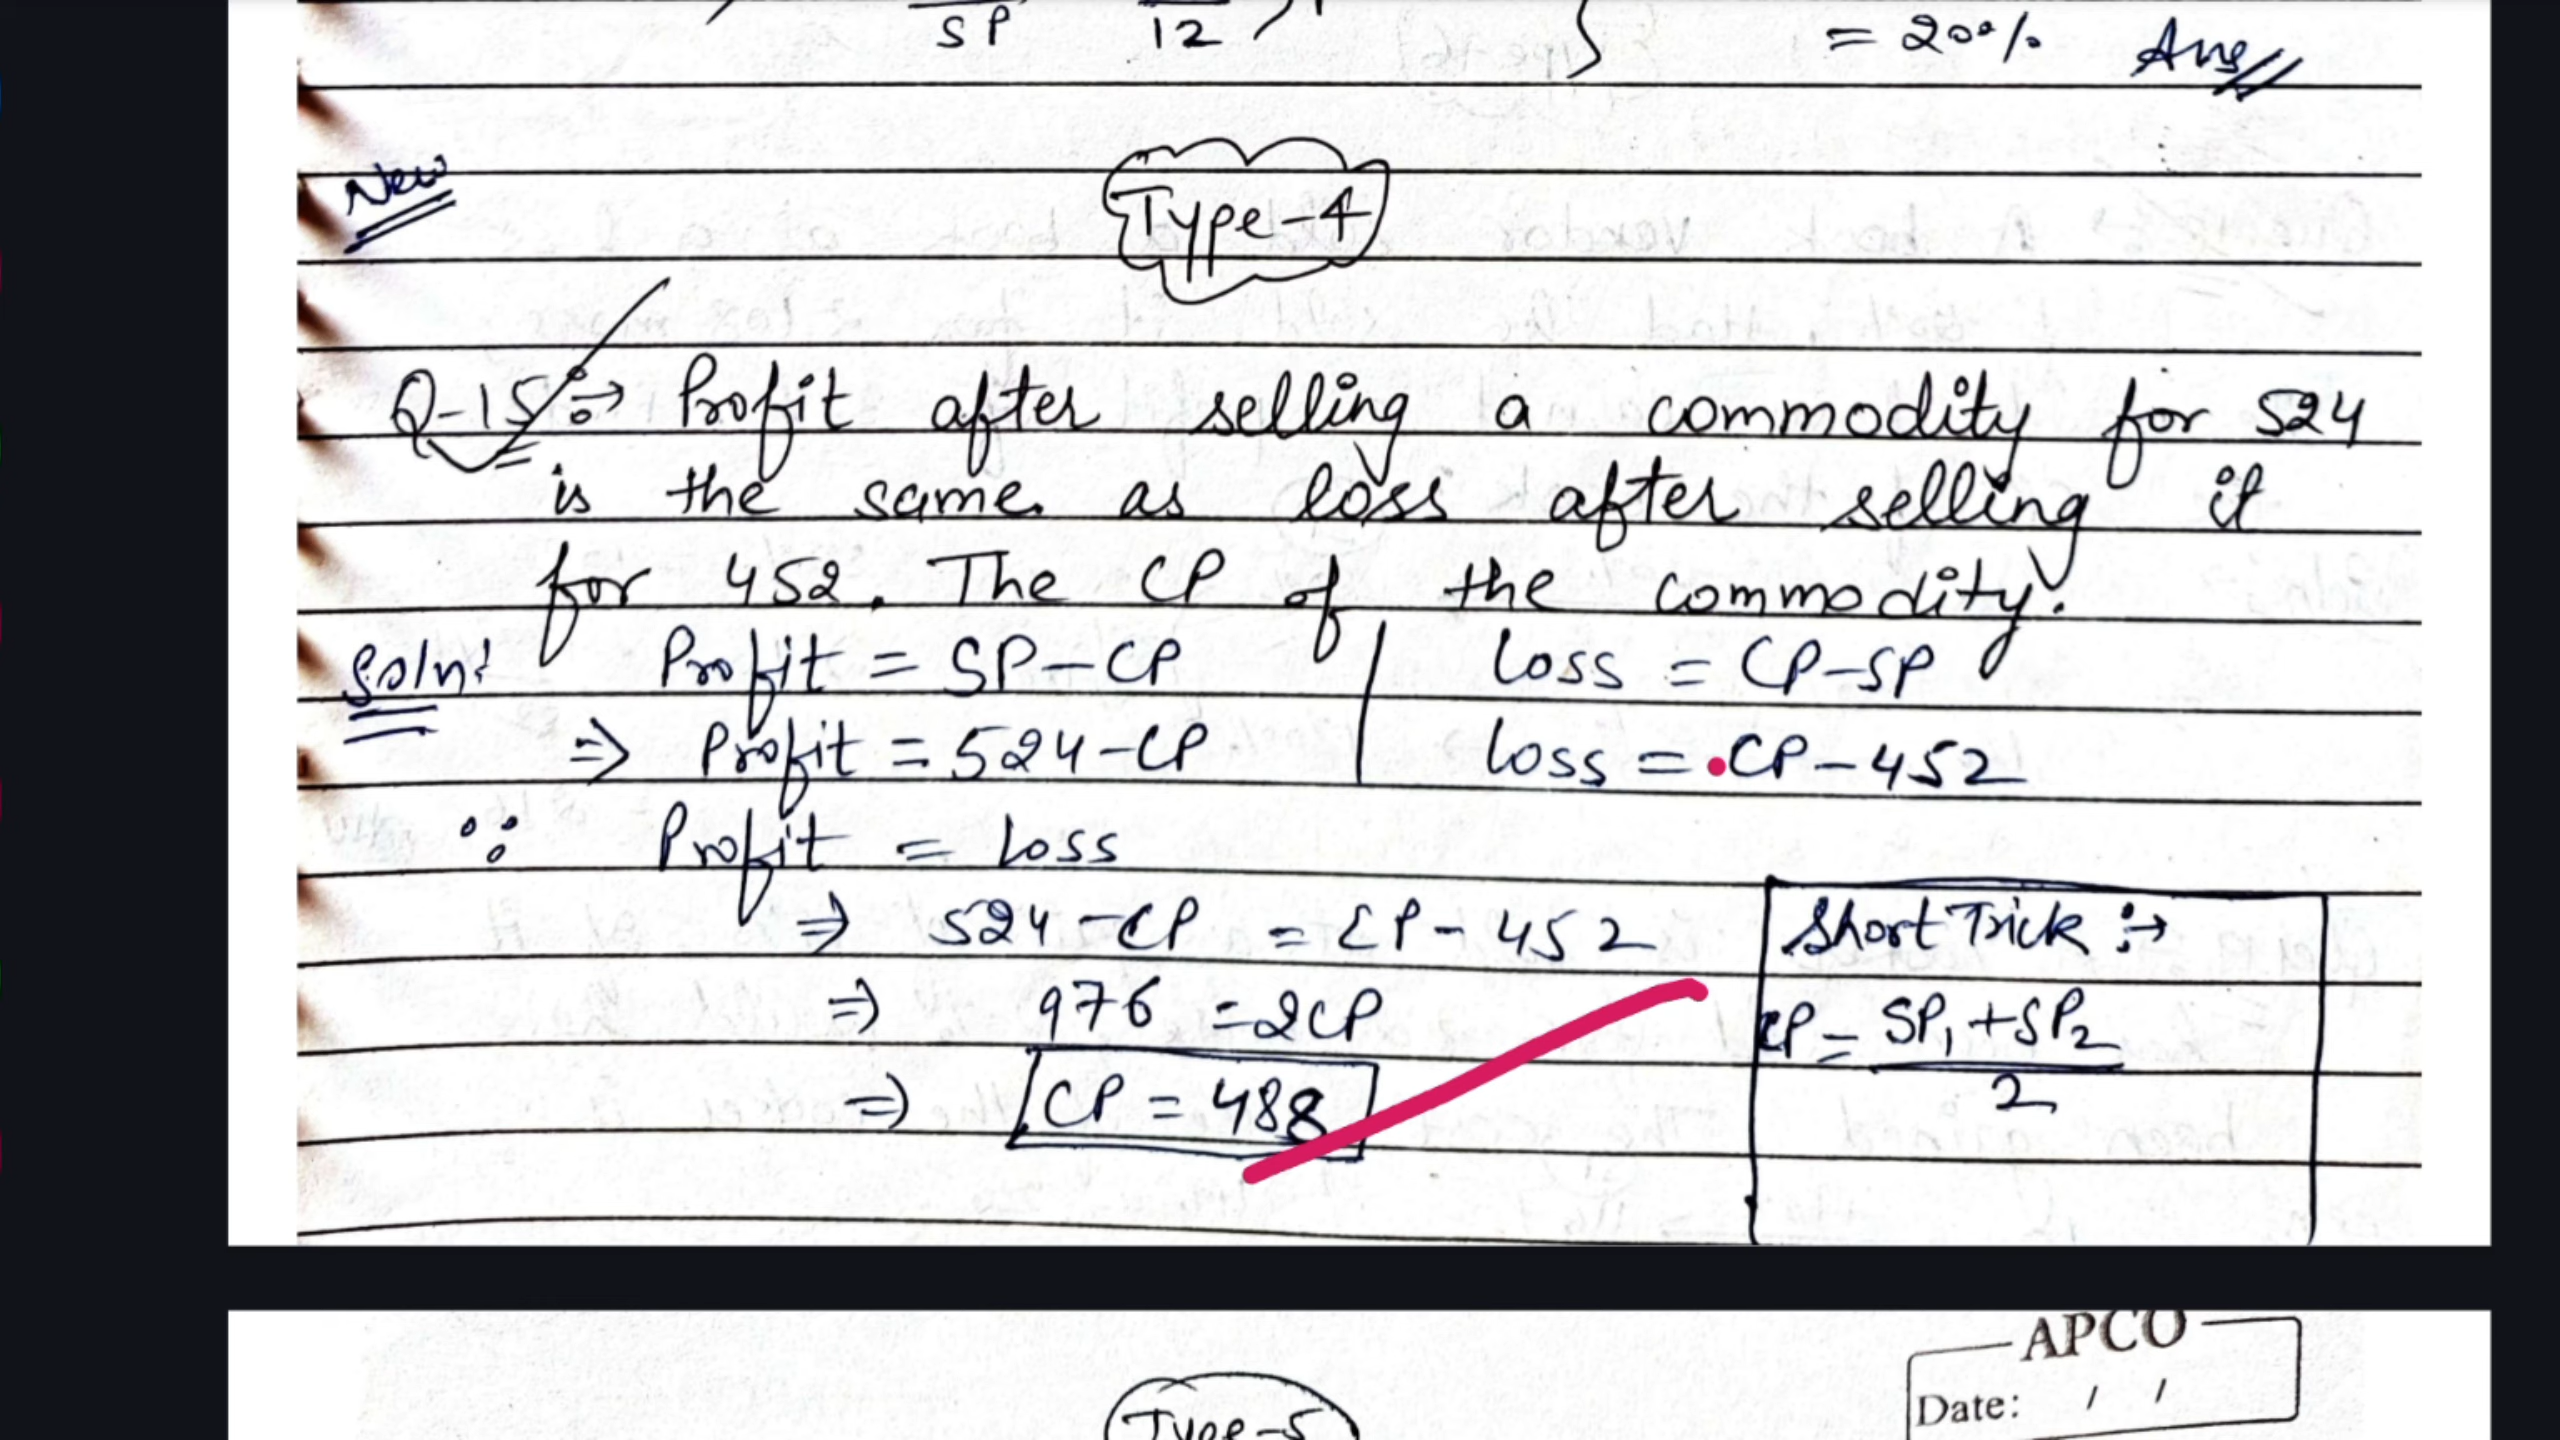 SP 12 = 20% Ans
New
Type-4
Q-15:→ Profit after selling a commodity for 524
is the same as loss after selling it
for 452. The CP of the commodity.
Soln: Profit = SP-CP | loss = CP-SP
⇒ Profit = 524-CP | loss = CP-452
∵ Profit = Loss
⇒ 524-CP = CP-452
⇒ 976 = 2CP
⇒ CP = 488
Short Trick :→
CP = SP₁+SP₂
2
APCO
Date: / /
Type-5